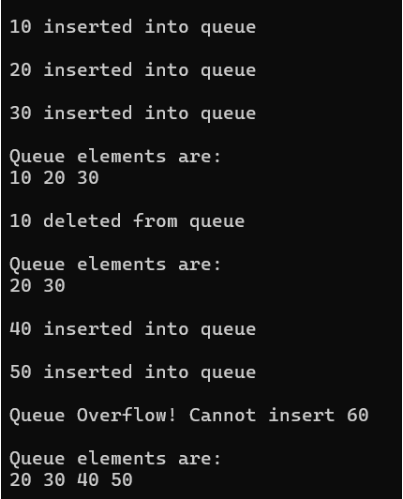 10 inserted into queue
20 inserted into queue
30 inserted into queue
Queue elements are:
10 20 30
10 deleted from queue
Queue elements are:
20 30
40 inserted into queue
50 inserted into queue
Queue Overflow! Cannot insert 60
Queue elements are:
20 30 40 50